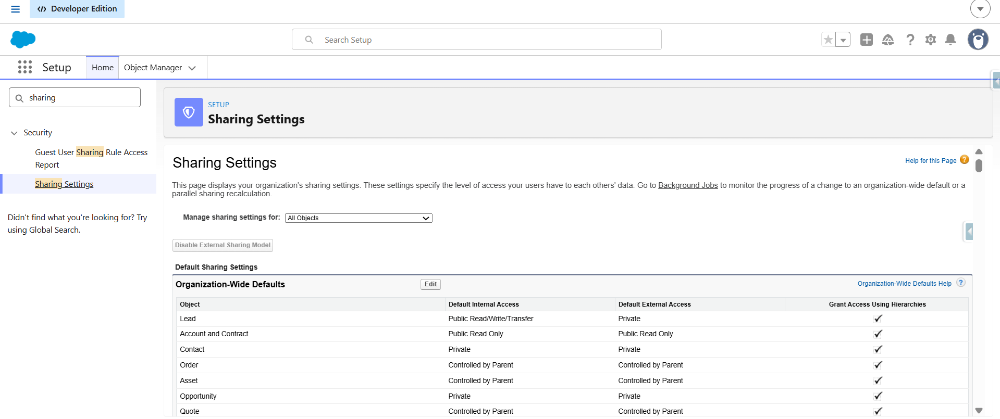 Developer Edition
Search Setup
Setup
Home
Object Manager
sharing
Security
Guest User Sharing Rule Access
Report
Sharing Settings
Didn't find what you're looking for? Try
using Global Search.
SETUP
Sharing Settings
Sharing Settings
Help for this Page
This page displays your organization's sharing settings. These settings specify the level of access your users have to each others' data. Go to Background Jobs to monitor the progress of a change to an organization-wide default or a
parallel sharing recalculation.
Manage sharing settings for: All Objects
Disable External Sharing Model
Default Sharing Settings
Organization-Wide Defaults Edit Organization-Wide Defaults Help ?
Object Default Internal Access Default External Access Grant Access Using Hierarchies
Lead Public Read/Write/Transfer Private
Account and Contract Public Read Only Public Read Only
Contact Private Private
Order Controlled by Parent Controlled by Parent
Asset Controlled by Parent Controlled by Parent
Opportunity Private Private
Quote Controlled by Parent Controlled by Parent